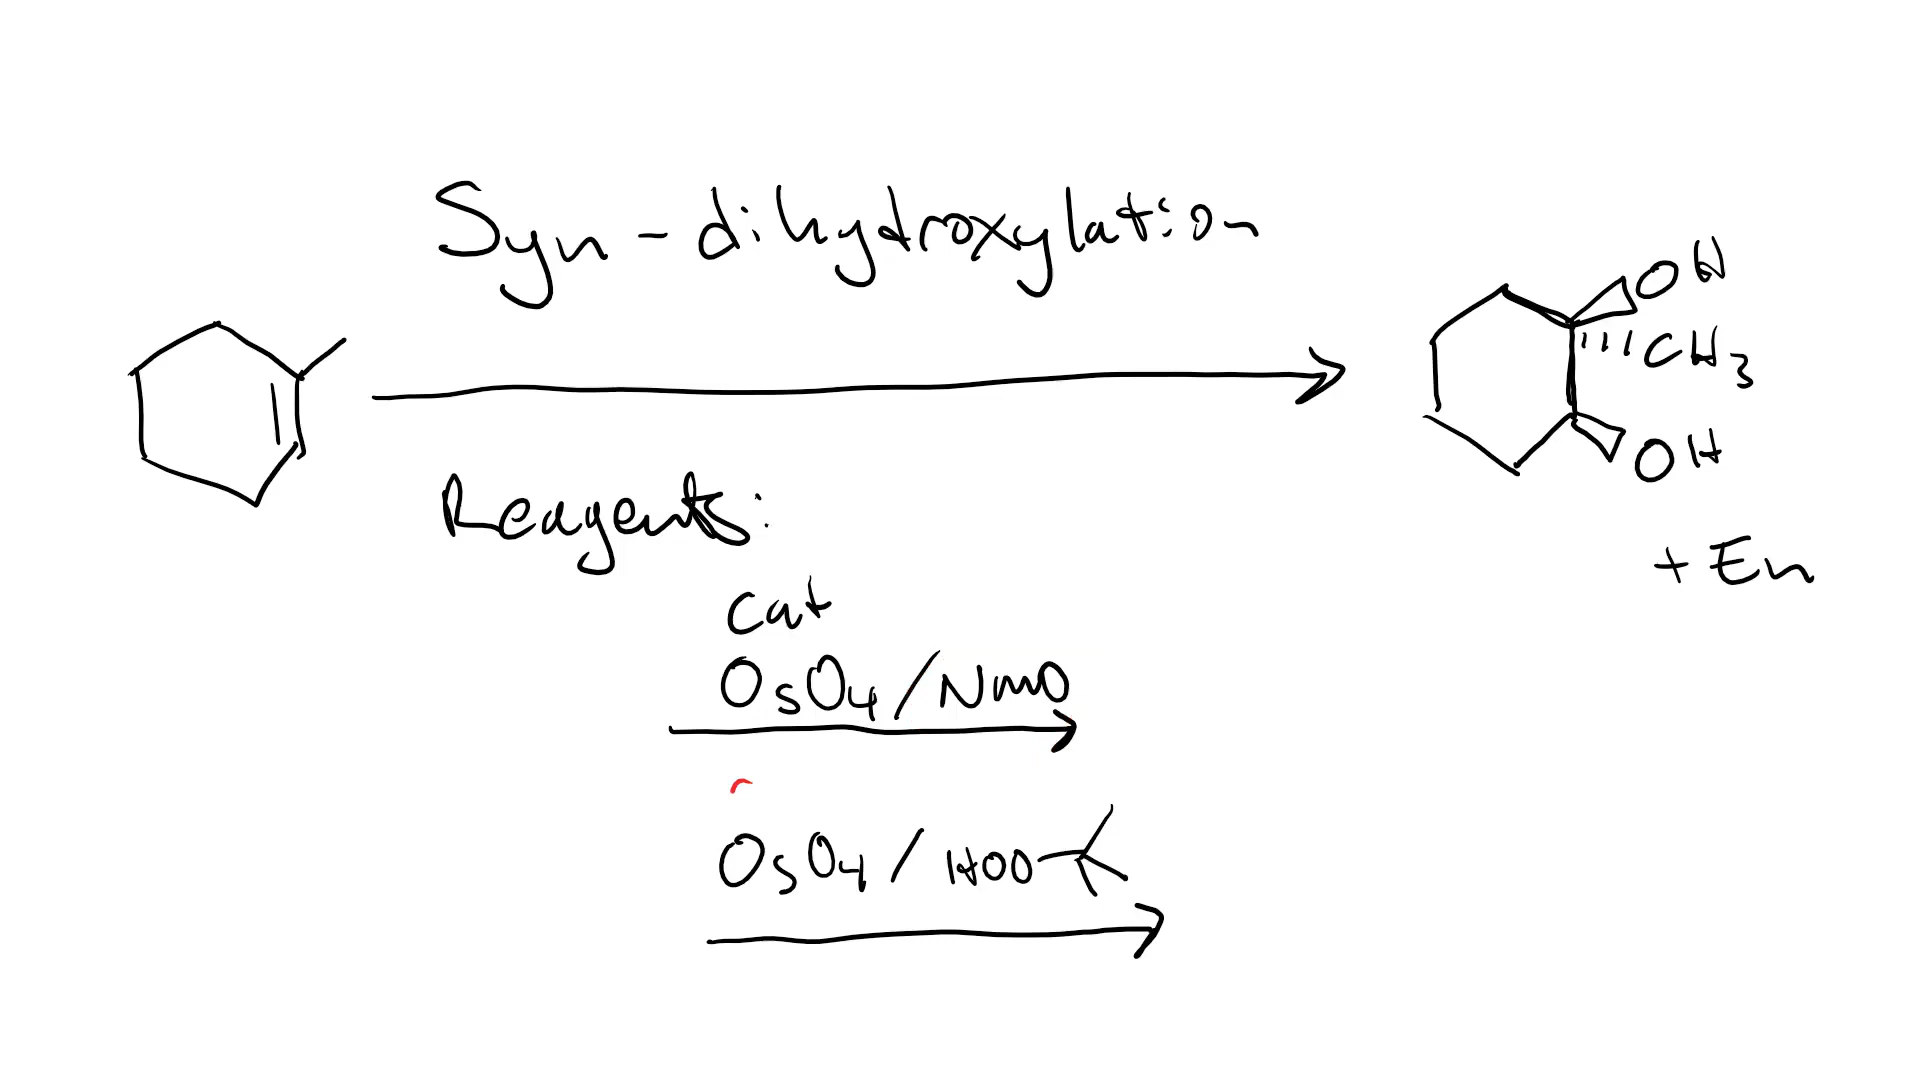 Syn-dihydroxylation
OH
CH3
OH
+ En
Reagents:
cat
OsO4/NMO
OsO4/HOO